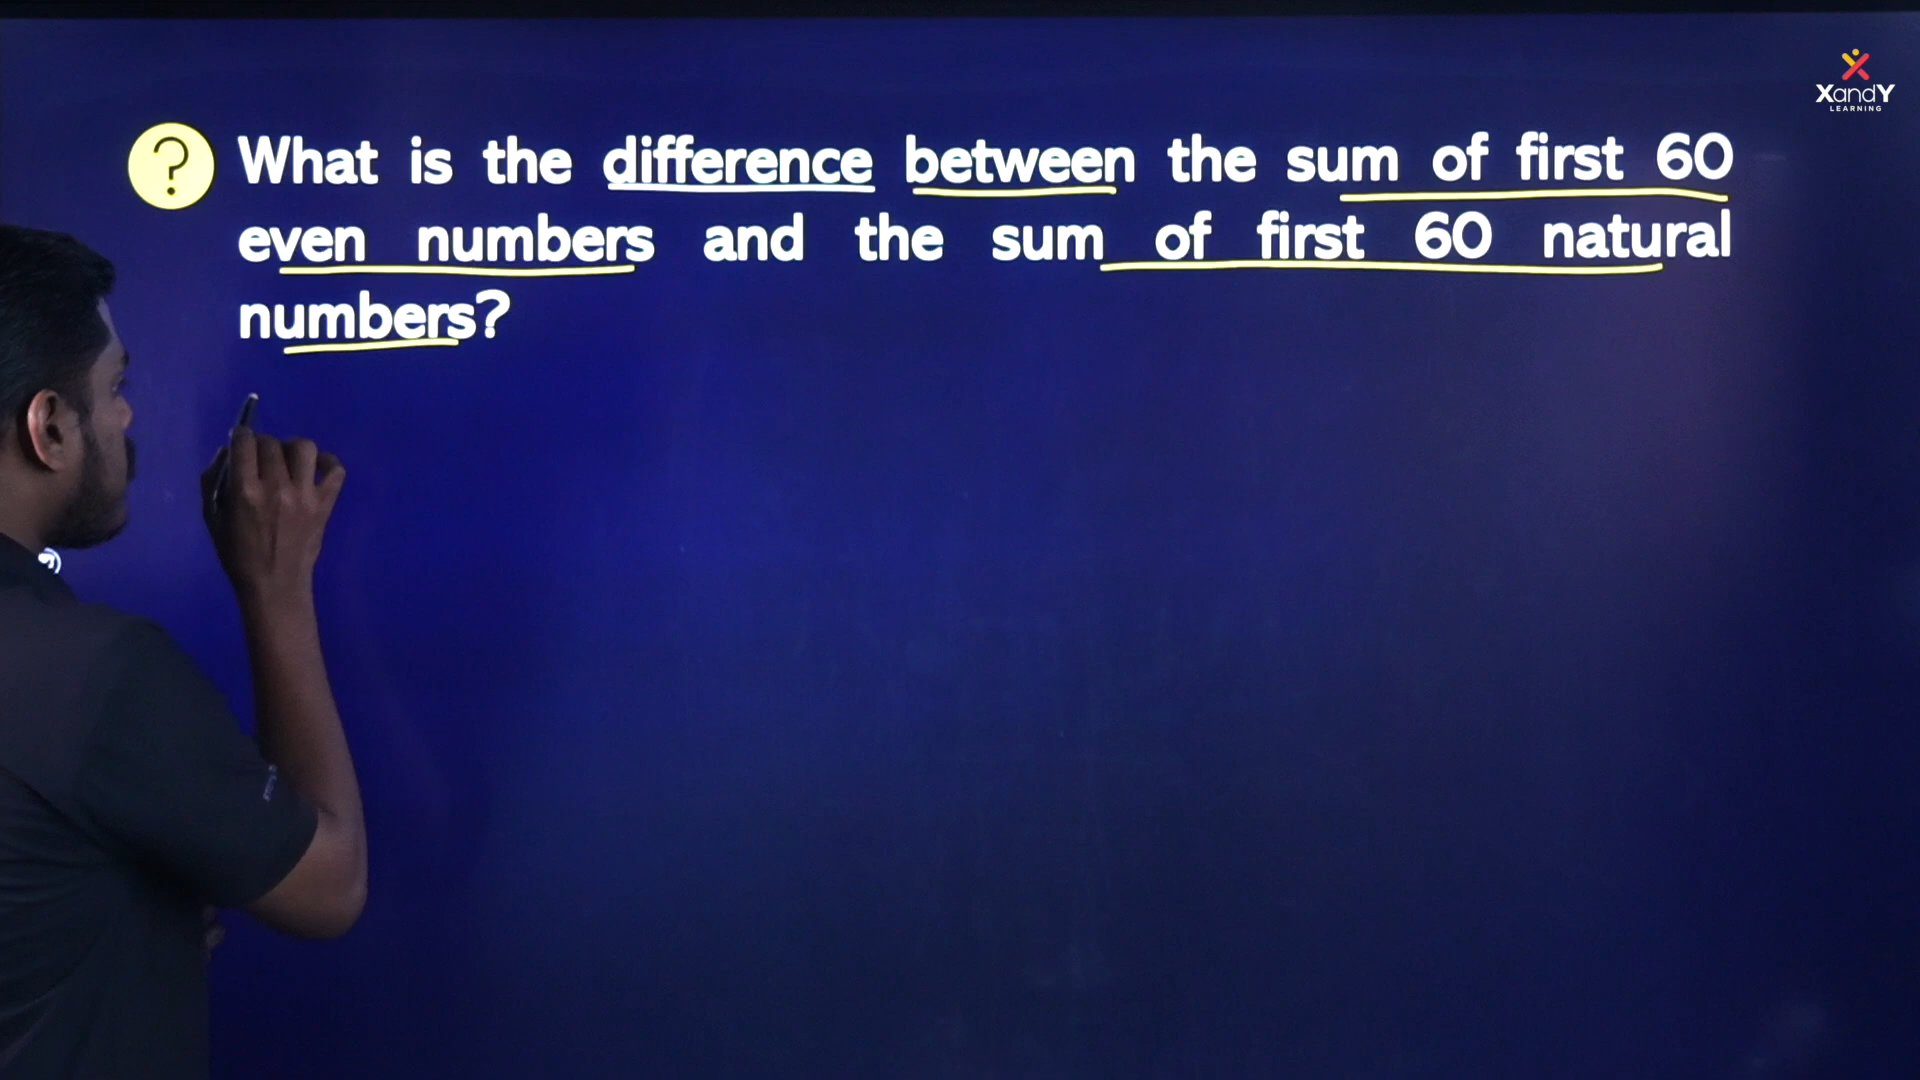 XandY
LEARNING
?
What is the difference between the sum of first 60
even numbers and the sum of first 60 natural
numbers?